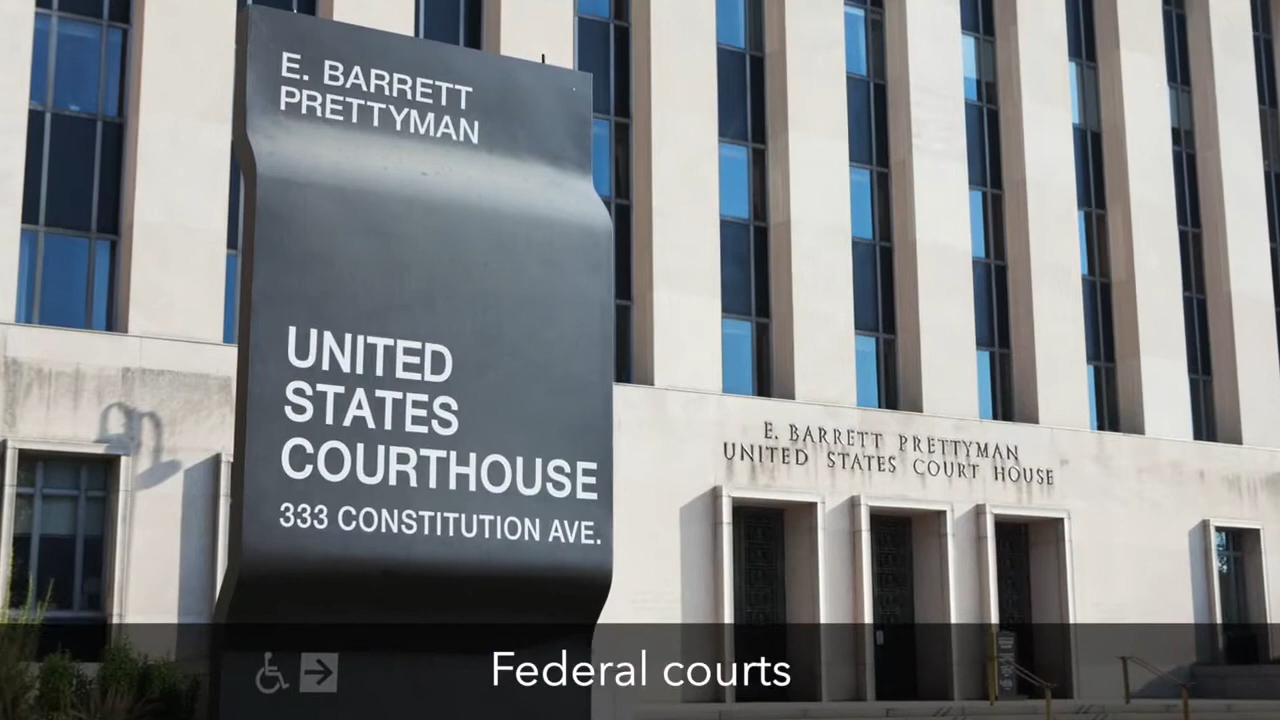 E. BARRETT
PRETTYMAN
UNITED
STATES
COURTHOUSE
333 CONSTITUTION AVE.
E. BARRETT PRETTYMAN
UNITED STATES COURT HOUSE
Federal courts